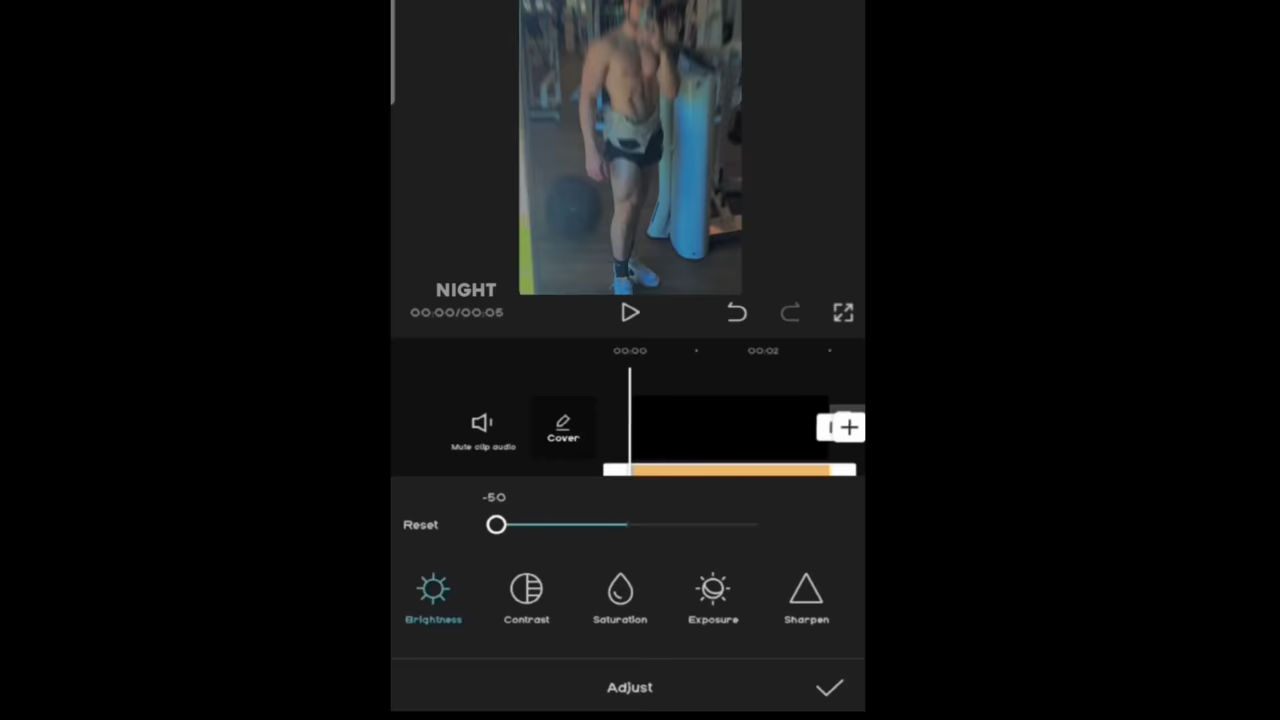 NIGHT
00:00/00:05
00:00
00:02
Mute clip audio
Cover
-50
Reset
Brightness
Contrast
Saturation
Exposure
Sharpen
Adjust